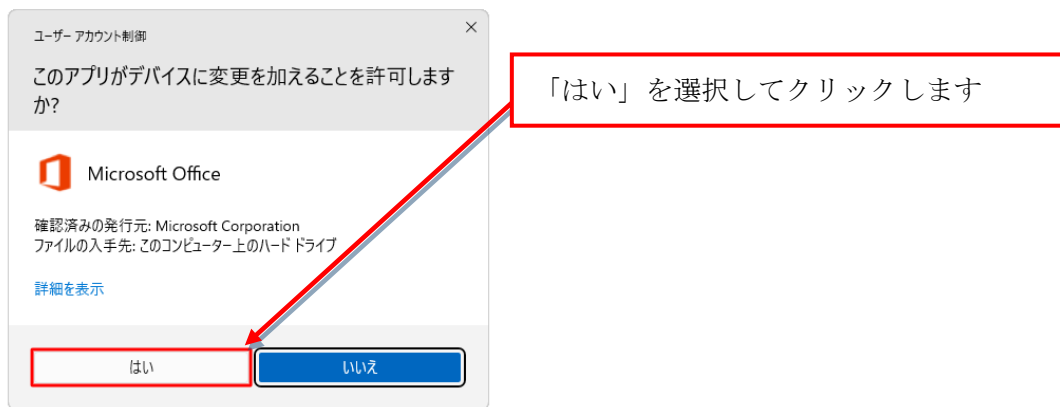 ユーザー アカウント制御
このアプリがデバイスに変更を加えることを許可します
か?
「はい」を選択してクリックします
Microsoft Office
確認済みの発行元: Microsoft Corporation
ファイルの入手先: このコンピューター上のハード ドライブ
詳細を表示
はい
いいえ